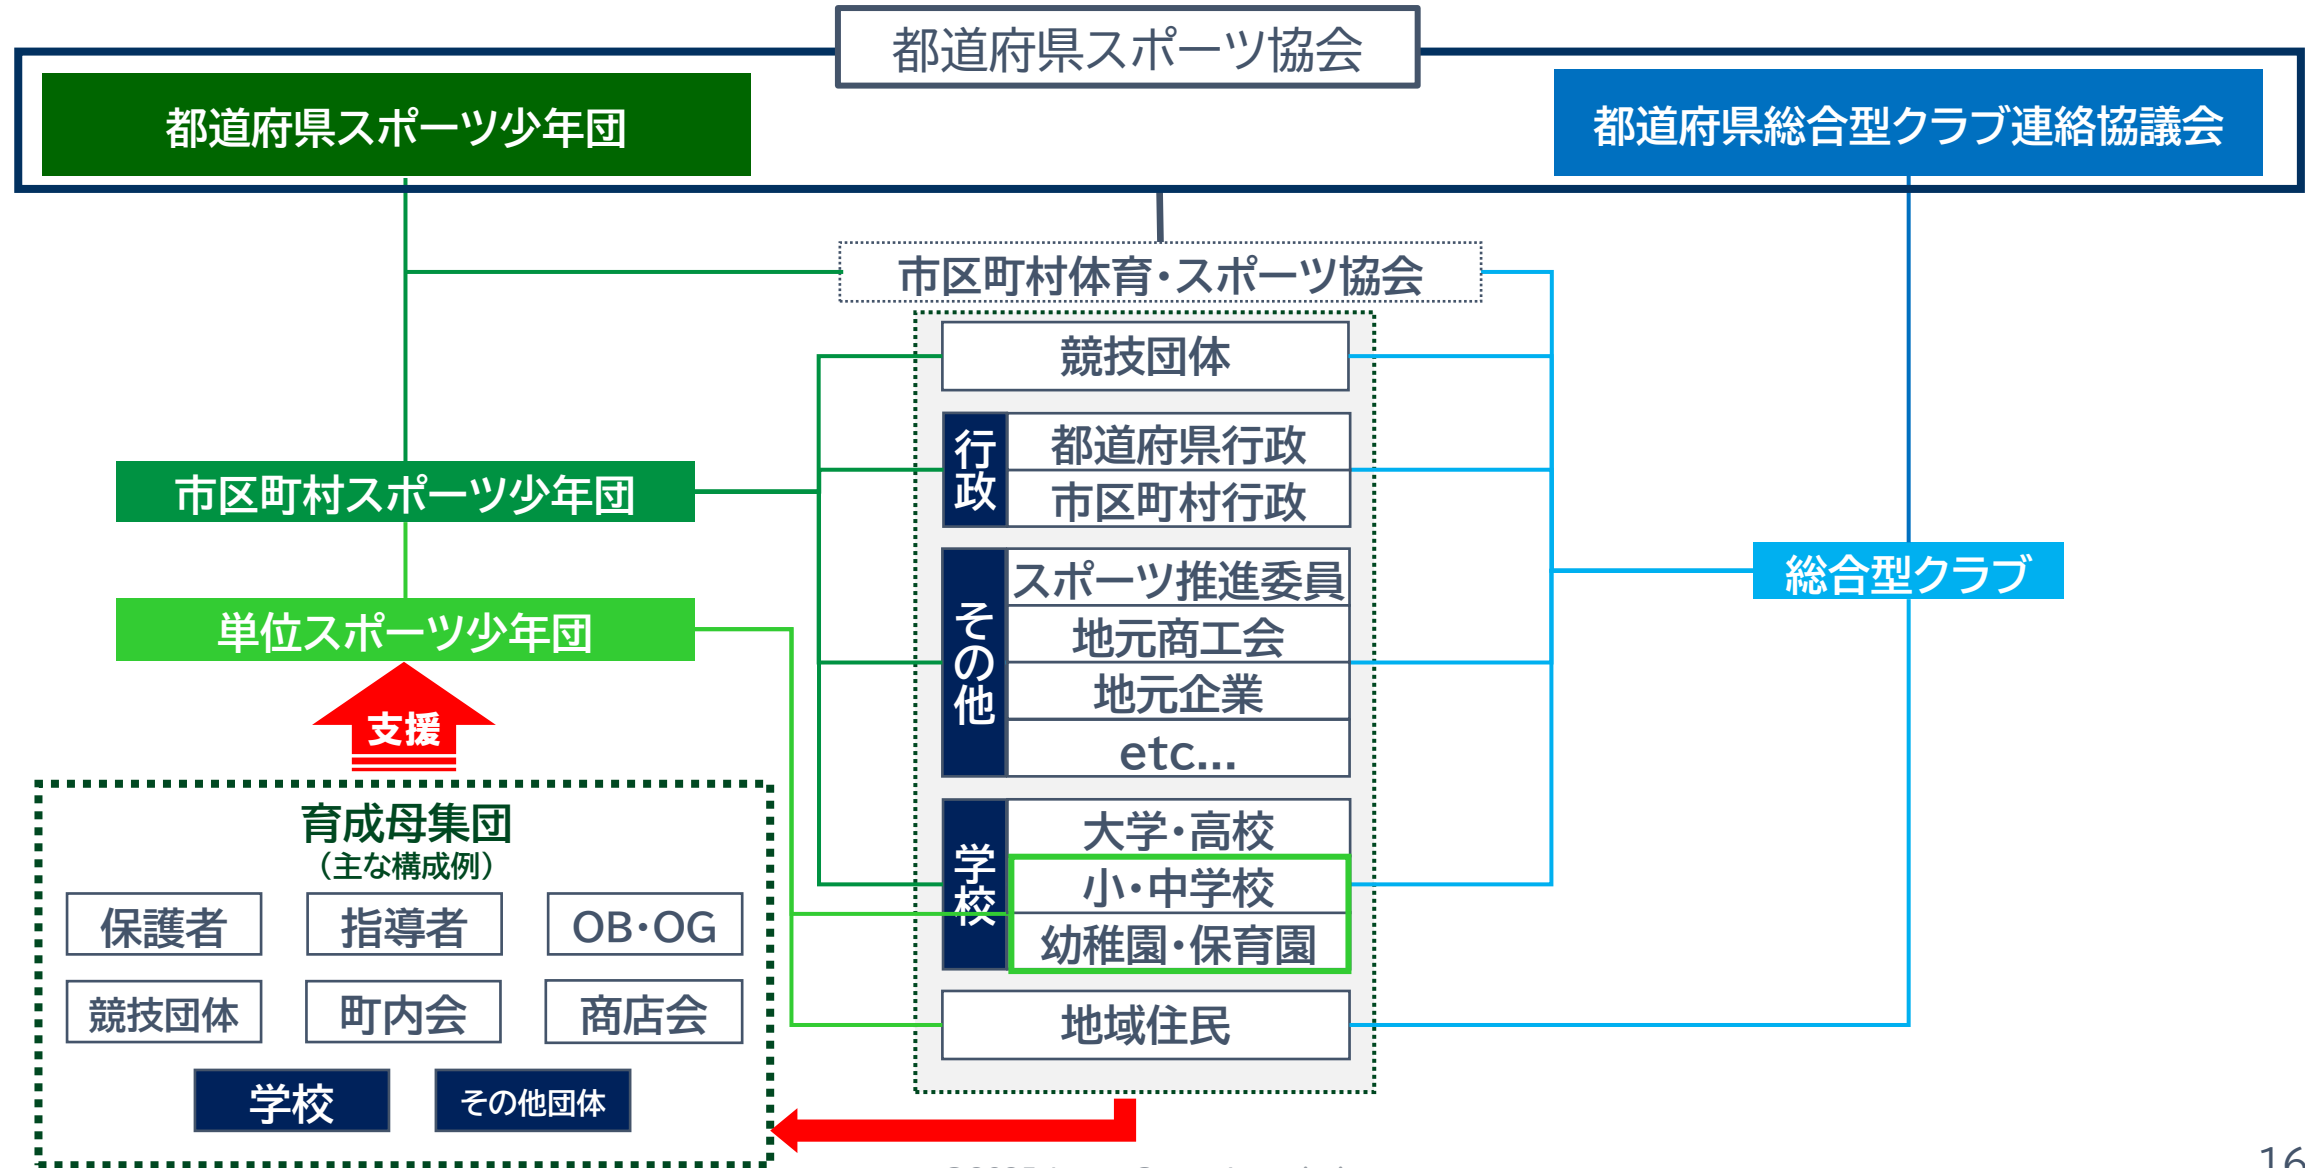 都道府県スポーツ協会
都道府県スポーツ少年団
都道府県総合型クラブ連絡協議会
市区町村体育・スポーツ協会
競技団体
行政
都道府県行政
市区町村行政
市区町村スポーツ少年団
その他
スポーツ推進委員
地元商工会
地元企業
etc...
総合型クラブ
単位スポーツ少年団
支援
学校
大学・高校
小・中学校
幼稚園・保育園
地域住民
育成母集団
（主な構成例）
保護者
指導者
OB・OG
競技団体
町内会
商店会
学校
その他団体
16